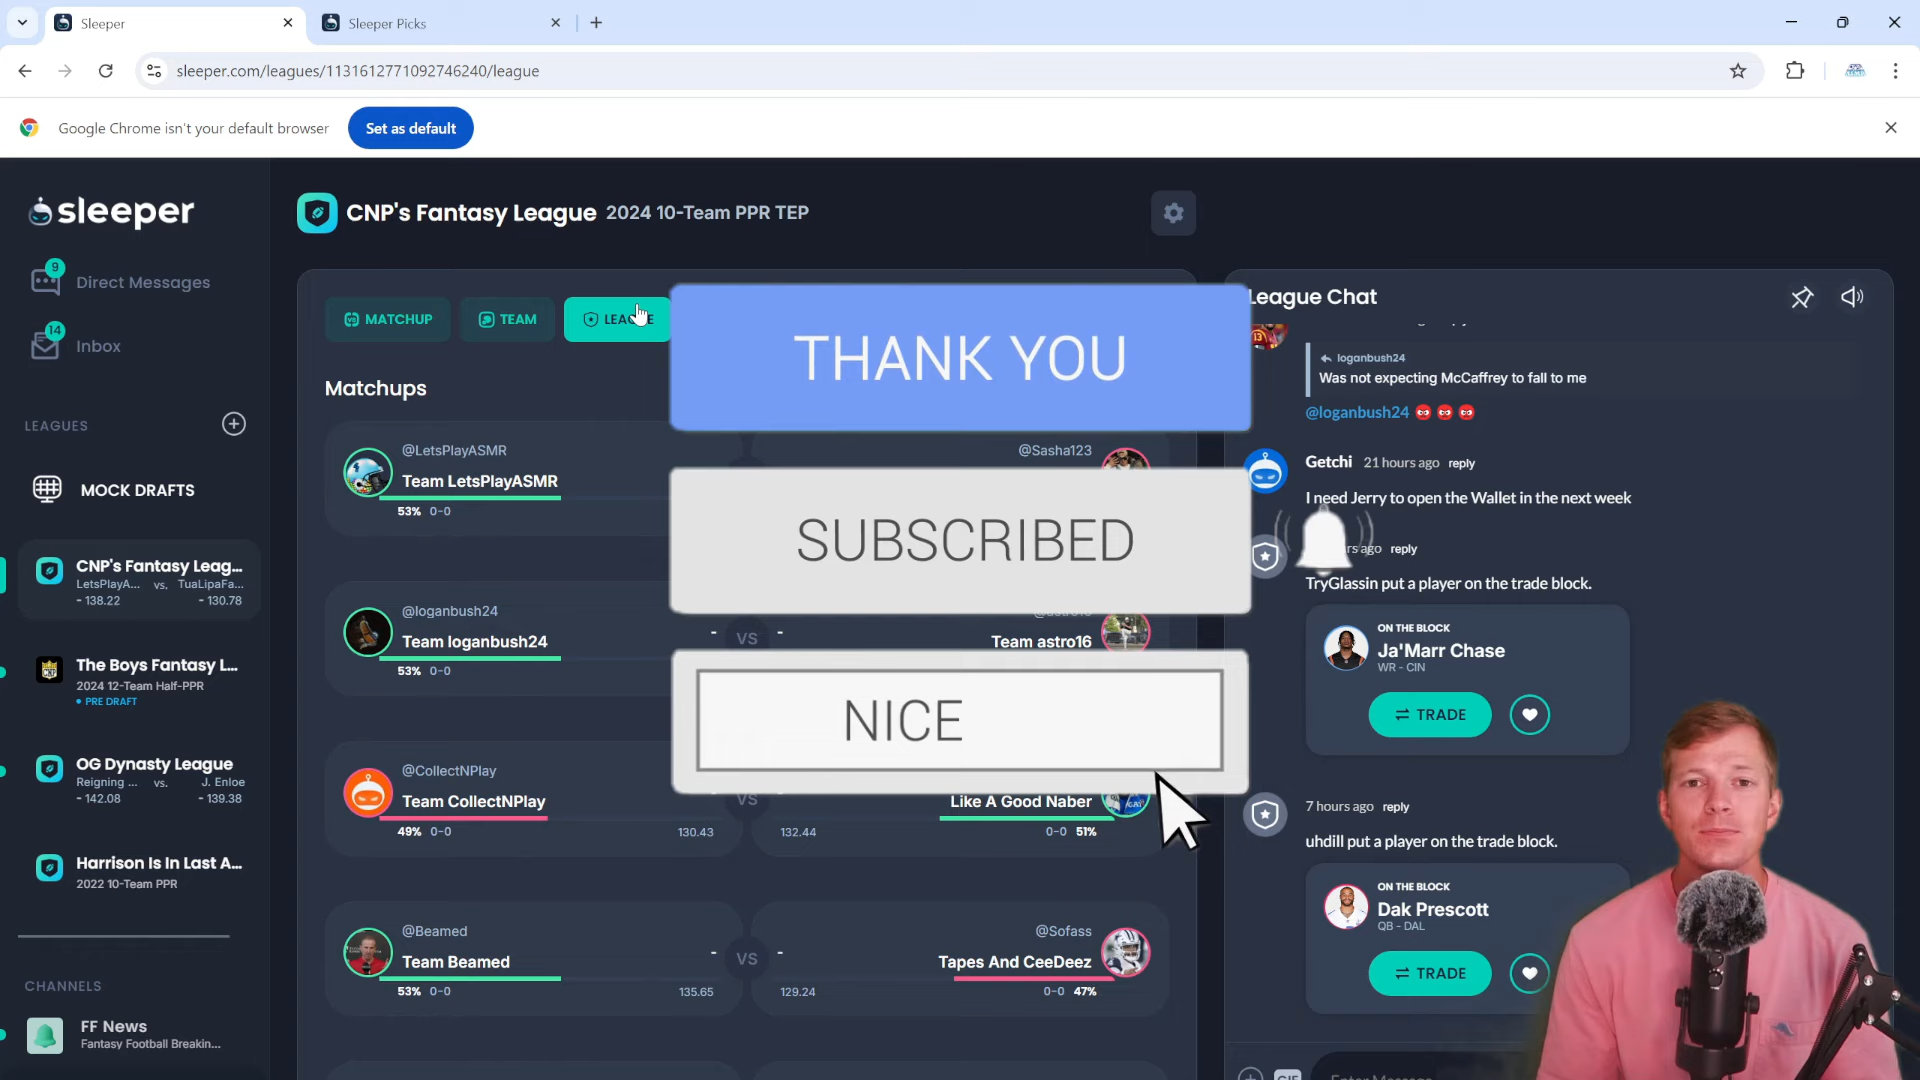 Sleeper
Sleeper Picks
sleeper.com/leagues/1131612771092746240/league
Google Chrome isn't your default browser
Set as default
sleeper
9
Direct Messages
14
Inbox
LEAGUES
MOCK DRAFTS
CNP's Fantasy Leag...
LetsPlayA... vs. TuaLipaFa...
- 138.22 - 130.78
The Boys Fantasy L...
2024 12-Team Half-PPR
• PRE DRAFT
OG Dynasty League
Reigning ... vs. J. Enloe
- 142.08 - 139.38
Harrison Is In Last A...
2022 10-Team PPR
CHANNELS
FF News
Fantasy Football Breakin...
CNP's Fantasy League 2024 10-Team PPR TEP
MATCHUP TEAM LEAGUE
Matchups
@LetsPlayASMR
Team LetsPlayASMR
53% 0-0
@Sasha123
@loganbush24
Team loganbush24
53% 0-0
- VS -
Team astro16
@CollectNPlay
Team CollectNPlay
49% 0-0
130.43
VS
Like A Good Naber
132.44
0-0 51%
@Beamed
Team Beamed
53% 0-0
135.65
- VS -
@Sofass
Tapes And CeeDeez
129.24
0-0 47%
THANK YOU
SUBSCRIBED
NICE
League Chat
loganbush24
Was not expecting McCaffrey to fall to me
@loganbush24
Getchi 21 hours ago reply
I need Jerry to open the Wallet in the next week
ago reply
TryGlassin put a player on the trade block.
ON THE BLOCK
Ja'Marr Chase
WR - CIN
TRADE
7 hours ago reply
uhdill put a player on the trade block.
ON THE BLOCK
Dak Prescott
QB - DAL
TRADE